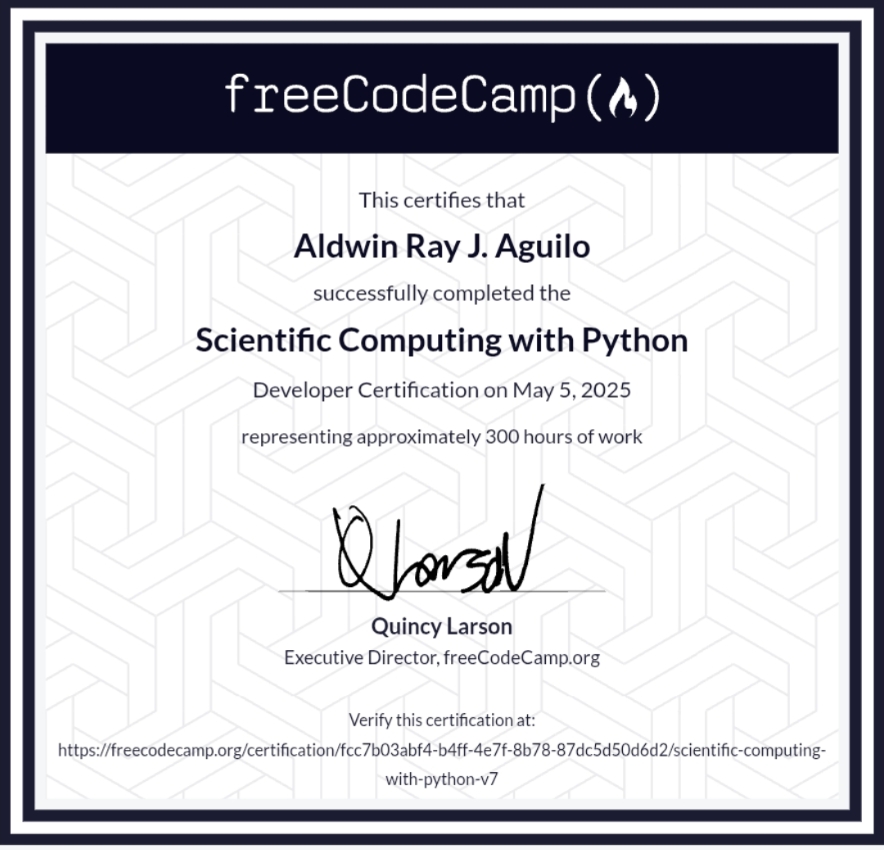 freeCodeCamp(🔥)
This certifies that
Aldwin Ray J. Aguilo
successfully completed the
Scientific Computing with Python
Developer Certification on May 5, 2025
representing approximately 300 hours of work
Q Larson
Quincy Larson
Executive Director, freeCodeCamp.org
Verify this certification at:
https://freecodecamp.org/certification/fcc7b03abf4-b4ff-4e7f-8b78-87dc5d50d6d2/scientific-computing-
with-python-v7